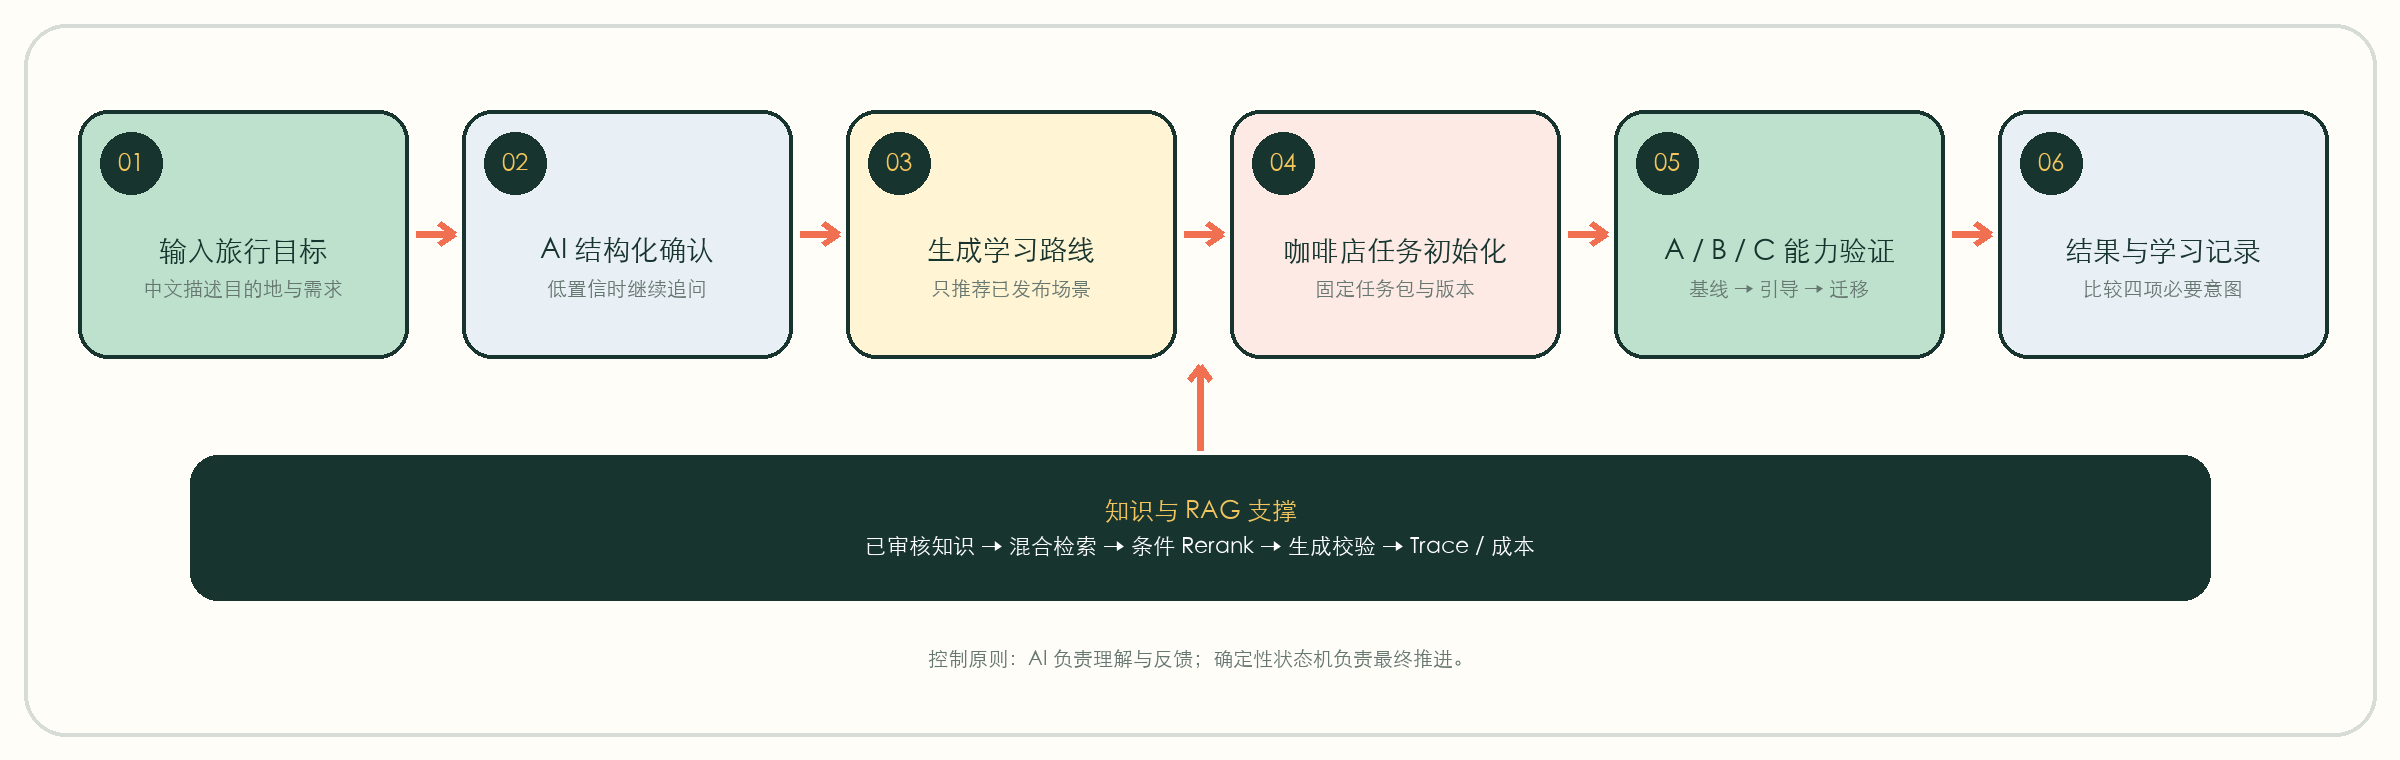 01
输入旅行目标
中文描述目的地与需求
02
AI 结构化确认
低置信时继续追问
03
生成学习路线
只推荐已发布场景
04
咖啡店任务初始化
固定任务包与版本
05
A / B / C 能力验证
基线 → 引导 → 迁移
06
结果与学习记录
比较四项必要意图
知识与 RAG 支撑
已审核知识 → 混合检索 → 条件 Rerank → 生成校验 → Trace / 成本
控制原则：AI 负责理解与反馈；确定性状态机负责最终推进。